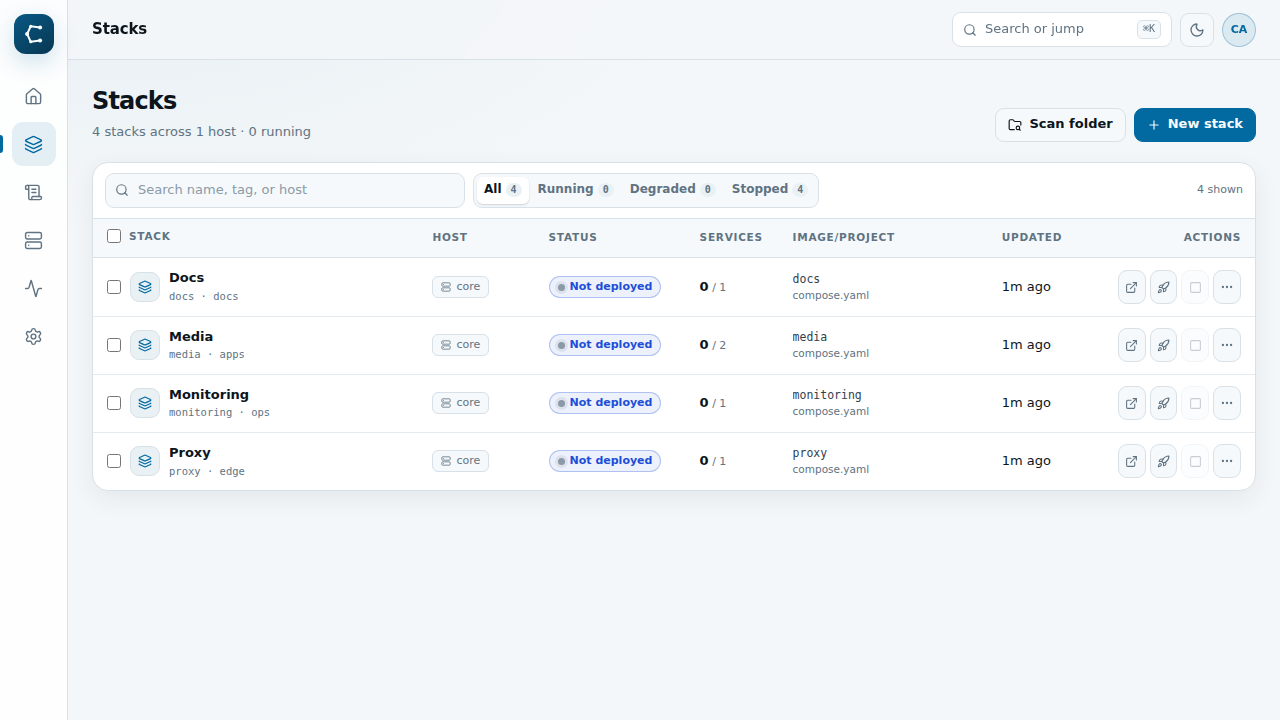 Stacks
Search or jump ⌘K
CA
Stacks
4 stacks across 1 host · 0 running
Scan folder
New stack
Search name, tag, or host
All 4
Running 0
Degraded 0
Stopped 4
4 shown
STACK HOST STATUS SERVICES IMAGE/PROJECT UPDATED ACTIONS
Docs
docs · docs
core
Not deployed
0 / 1
docs
compose.yaml
1m ago
Media
media · apps
core
Not deployed
0 / 2
media
compose.yaml
1m ago
Monitoring
monitoring · ops
core
Not deployed
0 / 1
monitoring
compose.yaml
1m ago
Proxy
proxy · edge
core
Not deployed
0 / 1
proxy
compose.yaml
1m ago